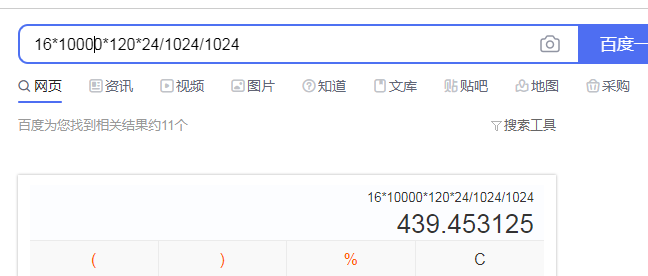 16*10000*120*24/1024/1024
百度一
网页 资讯 视频 图片 知道 文库 贴吧 地图 采购
百度为您找到相关结果约11个 搜索工具
16*10000*120*24/1024/1024
439.453125
( ) % C